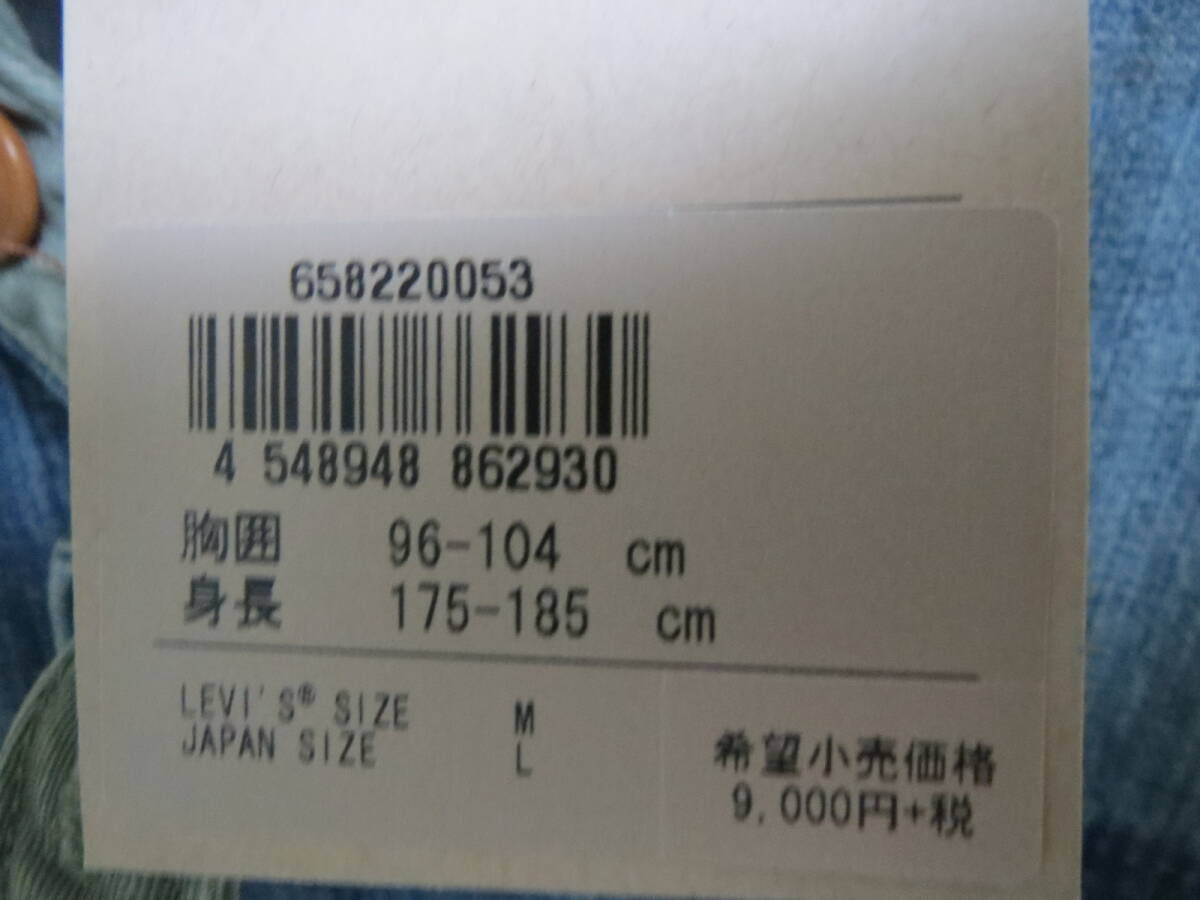 658220053
4 548948 862930
胸囲 96-104 cm
身長 175-185 cm
LEVI'S® SIZE M
JAPAN SIZE L
希望小売価格
9,000円+税